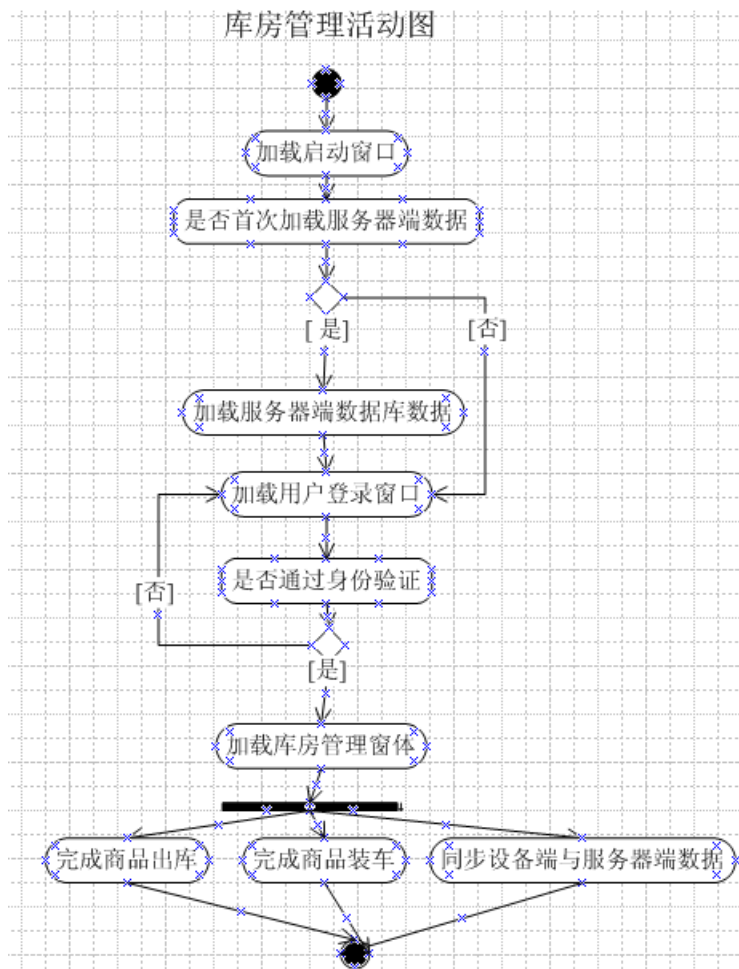 库房管理活动图
加载启动窗口
是否首次加载服务器端数据
[是]
[否]
加载服务器端数据库数据
加载用户登录窗口
是否通过身份验证
[否]
[是]
加载库房管理窗体
完成商品出库
完成商品装车
同步设备端与服务器端数据